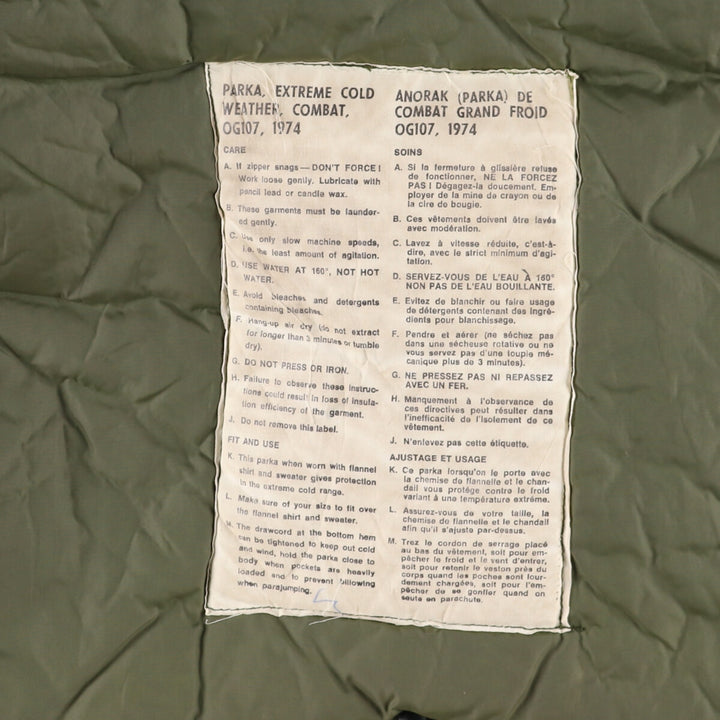 PARKA, EXTREME COLD
WEATHER, COMBAT,
OG107, 1974
CARE
A. If zipper snags—DON'T FORCE!
Work loose gently. Lubricate with
pencil lead or candle wax.
B. These garments must be launder-
ed gently.
C. Use only slow machine speeds,
i.e. the least amount of agitation.
D. USE WATER AT 160°, NOT HOT
WATER.
E. Avoid bleaches and detergents
containing bleaches.
F. Hang-up air dry (do not extract
for longer than 3 minutes or tumble
dry).
G. DO NOT PRESS OR IRON.
H. Failure to observe these instruc-
tions could result in loss of insula-
tion efficiency of the garment.
J. Do not remove this label.
FIT AND USE
K. This parka when worn with flannel
shirt and sweater gives protection
in the extreme cold range.
L. Make sure of your size to fit over
the flannel shirt and sweater.
M. The drawcord at the bottom hem
can be tightened to keep out cold
and wind, hold the parka close to
body when pockets are heavily
loaded and to prevent billowing
when parajumping.
ANORAK (PARKA) DE
COMBAT GRAND FROID
OG107, 1974
SOINS
A. Si la fermeture à glissière refuse
de fonctionner, NE LA FORCEZ
PAS! Dégagez-la doucement. Em-
ployer de la mine de crayon ou de
la cire de bougie.
B. Ces vêtements doivent être lavés
avec modération.
C. Lavez à vitesse réduite, c'est-à-
dire, avec le strict minimum d'agi-
tation.
D. SERVEZ-VOUS DE L'EAU À 160°
NON PAS DE L'EAU BOUILLANTE.
E. Evitez de blanchir ou faire usage
de détergents contenant des ingré-
dients pour blanchissage.
F. Pendre et aérer (ne séchez pas
dans une sécheuse rotative ou ne
vous servez pas d'une toupie mé-
canique plus de 3 minutes).
G. NE PRESSEZ PAS NI REPASSEZ
AVEC UN FER.
H. Manquement à l'observance de
ces directives peut résulter dans
l'inefficacité de l'isolement de ce
vêtement.
J. N'enlevez pas cette étiquette.
AJUSTAGE ET USAGE
K. Ce parka lorsqu'on le porte avec
la chemise de flanelle et le chan-
dail vous protége contre le froid
variant à une température extrême.
L. Assurez-vous de votre taille, la
chemise de flannelle et le chandail
afin qu'il s'ajuste par-dessus.
M. Trez le cordon de serrage placé
au bas du vêtement, soit pour em-
pêcher le froid et le vent d'entrer,
soit pour retenir le veston près du
corps quand les poches sont lour-
dement chargées, soit pour l'em-
pêcher de se gonfler quand on
saute en parachute.